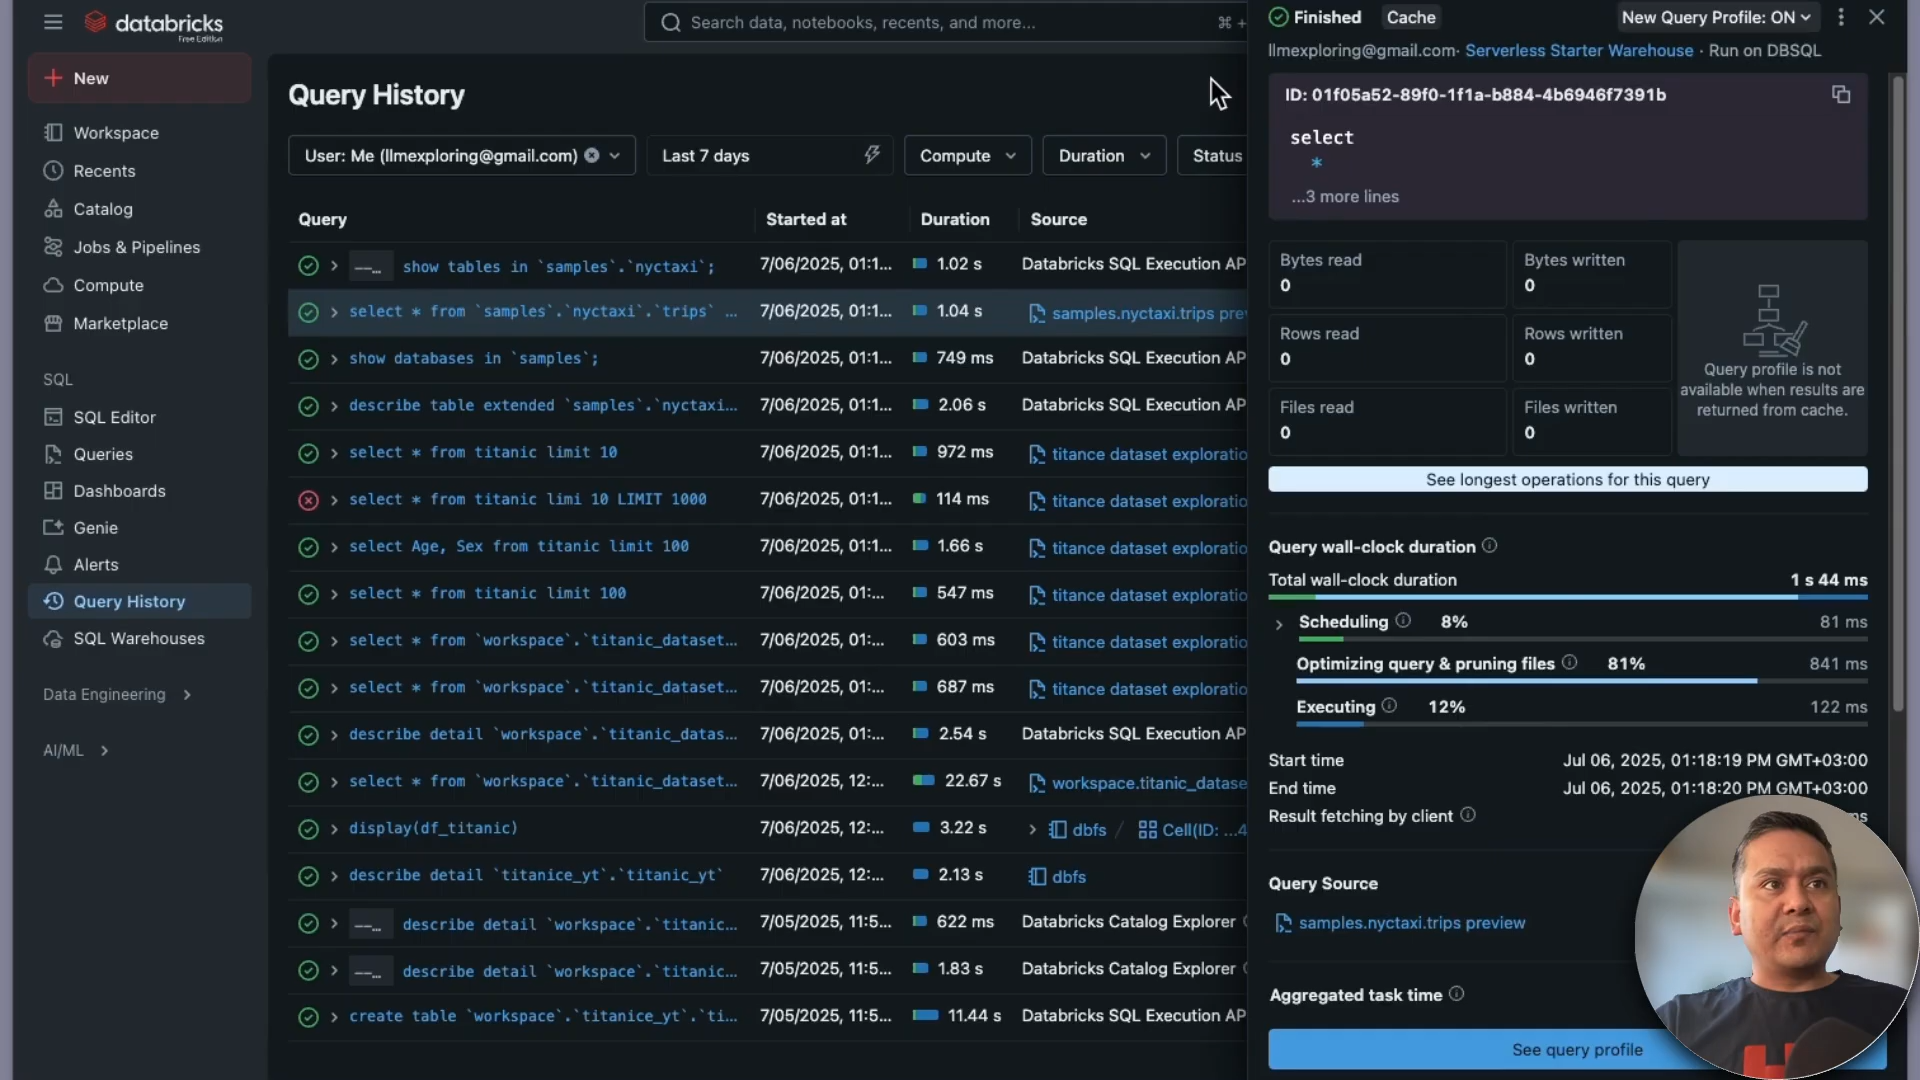 databricks
Free Edition
Search data, notebooks, recents, and more...
⌘ +
New
Workspace
Recents
Catalog
Jobs & Pipelines
Compute
Marketplace
SQL
SQL Editor
Queries
Dashboards
Genie
Alerts
Query History
SQL Warehouses
Data Engineering
AI/ML
Query History
User: Me (llmexploring@gmail.com)
Last 7 days
Compute
Duration
Status
Query Started at Duration Source
--... show tables in `samples`.`nyctaxi`; 7/06/2025, 01:1... 1.02 s Databricks SQL Execution AP
select * from `samples`.`nyctaxi`.`trips` ... 7/06/2025, 01:1... 1.04 s samples.nyctaxi.trips pre
show databases in `samples`; 7/06/2025, 01:1... 749 ms Databricks SQL Execution AP
describe table extended `samples`.`nyctaxi... 7/06/2025, 01:1... 2.06 s Databricks SQL Execution AP
select * from titanic limit 10 7/06/2025, 01:1... 972 ms titance dataset exploratio
select * from titanic limi 10 LIMIT 1000 7/06/2025, 01:1... 114 ms titance dataset exploratio
select Age, Sex from titanic limit 100 7/06/2025, 01:1... 1.66 s titance dataset exploratio
select * from titanic limit 100 7/06/2025, 01:... 547 ms titance dataset exploratio
select * from `workspace`.`titanic_dataset... 7/06/2025, 01:... 603 ms titance dataset exploratio
select * from `workspace`.`titanic_dataset... 7/06/2025, 01:... 687 ms titance dataset exploratio
describe detail `workspace`.`titanic_datas... 7/06/2025, 01:... 2.54 s Databricks SQL Execution AP
select * from `workspace`.`titanic_dataset... 7/06/2025, 12:... 22.67 s workspace.titanic_datase
display(df_titanic) 7/06/2025, 12:... 3.22 s dbfs / Cell(ID: ...4
describe detail `titanice_yt`.`titanic_yt` 7/06/2025, 12:... 2.13 s dbfs
--... describe detail `workspace`.`titanic... 7/05/2025, 11:5... 622 ms Databricks Catalog Explorer
--... describe detail `workspace`.`titanic... 7/05/2025, 11:5... 1.83 s Databricks Catalog Explorer
create table `workspace`.`titanice_yt`.`ti... 7/05/2025, 11:5... 11.44 s Databricks SQL Execution AP
Finished Cache New Query Profile: ON
llmexploring@gmail.com· Serverless Starter Warehouse · Run on DBSQL
ID: 01f05a52-89f0-1f1a-b884-4b6946f7391b
select
*
...3 more lines
Bytes read
0
Bytes written
0
Rows read
0
Rows written
0
Files read
0
Files written
0
Query profile is not
available when results are
returned from cache.
See longest operations for this query
Query wall-clock duration
Total wall-clock duration 1 s 44 ms
Scheduling 8% 81 ms
Optimizing query & pruning files 81% 841 ms
Executing 12% 122 ms
Start time Jul 06, 2025, 01:18:19 PM GMT+03:00
End time Jul 06, 2025, 01:18:20 PM GMT+03:00
Result fetching by client ms
Query Source
samples.nyctaxi.trips preview
Aggregated task time
See query profile